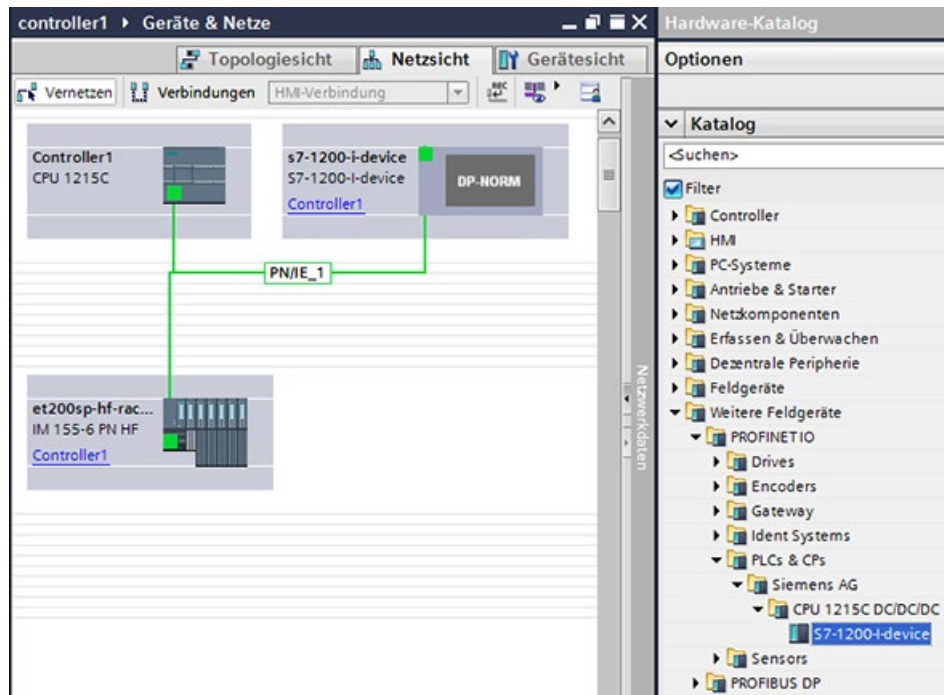 controller1 ▸ Geräte & Netze
Topologiesicht Netzsicht Gerätesicht
Vernetzen Verbindungen HMI-Verbindung
Controller1
CPU 1215C
s7-1200-i-device
S7-1200-I-device
Controller1
DP-NORM
PN/IE_1
et200sp-hf-rac...
IM 155-6 PN HF
Controller1
Netzwerkdaten
Hardware-Katalog
Optionen
Katalog
<Suchen>
Filter
Controller
HMI
PC-Systeme
Antriebe & Starter
Netzkomponenten
Erfassen & Überwachen
Dezentrale Peripherie
Feldgeräte
Weitere Feldgeräte
PROFINET IO
Drives
Encoders
Gateway
Ident Systems
PLCs & CPs
Siemens AG
CPU 1215C DC/DC/DC
S7-1200-I-device
Sensors
PROFIBUS DP